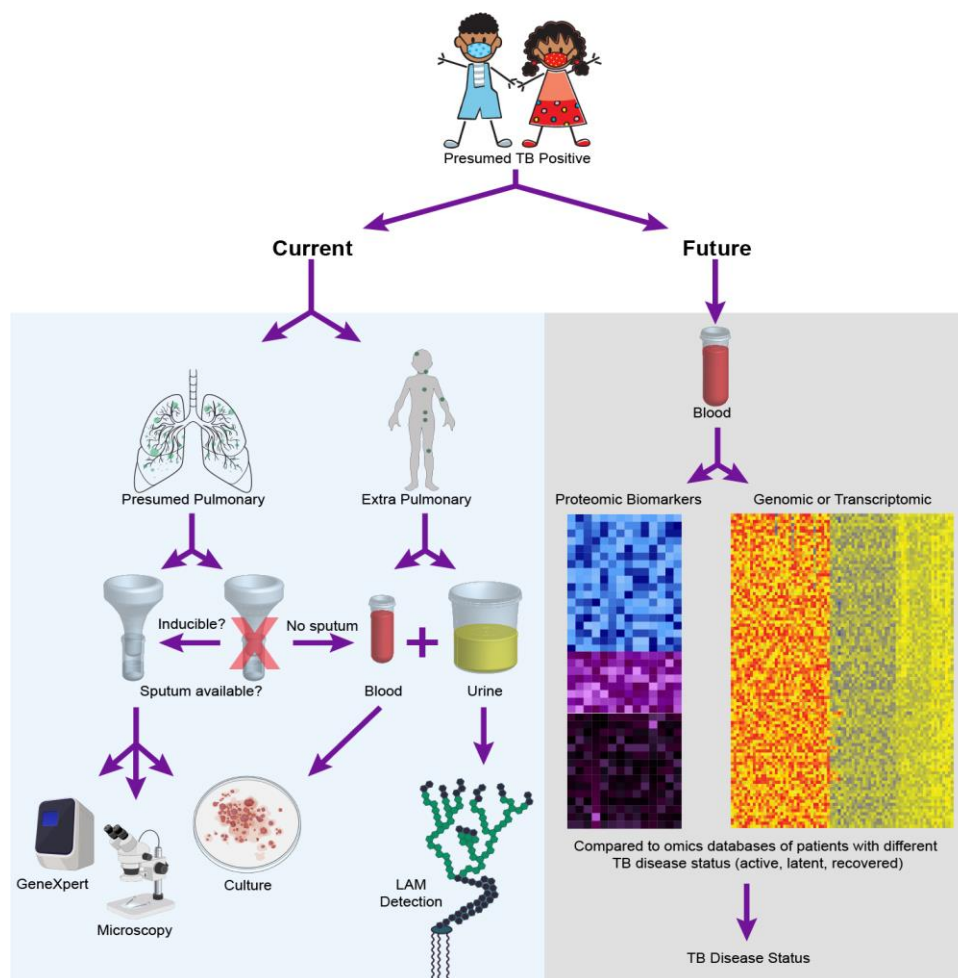 Presumed TB Positive
Current
Future
Blood
Presumed Pulmonary
Extra Pulmonary
Proteomic Biomarkers
Genomic or Transcriptomic
Inducible?
No sputum
Sputum available?
Blood
Urine
GeneXpert
Microscopy
Culture
LAM
Detection
Compared to omics databases of patients with different
TB disease status (active, latent, recovered)
TB Disease Status